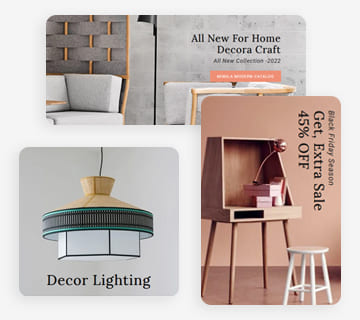 All New For Home
Decora Craft
All New Collection -2022
Black Friday Season
Get, Extra Sale
45% OFF
Decor Lighting